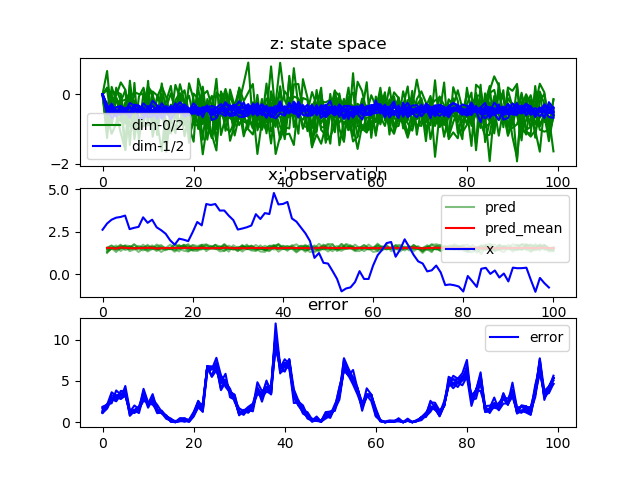 z: state space
0
−2
dim-0/2
dim-1/2
0 20 40 60 80 100
x: observation
5.0
2.5
0.0
pred
pred_mean
x
0 20 40 60 80 100
error
10
5
0
error
0 20 40 60 80 100